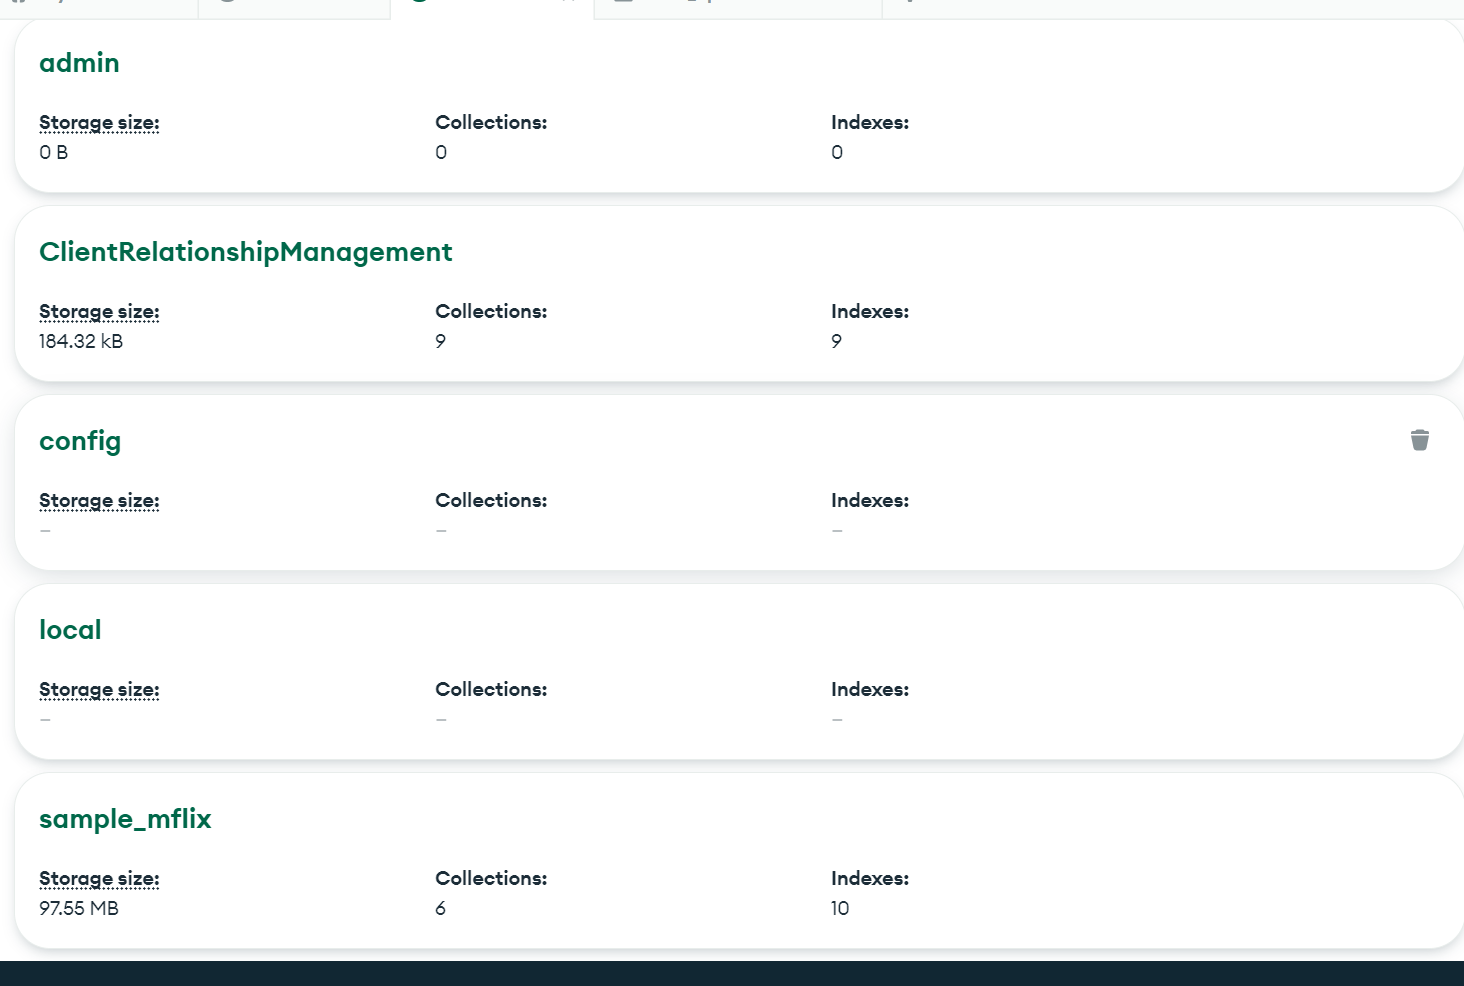 admin
Storage size: Collections: Indexes:
0 B 0 0
ClientRelationshipManagement
Storage size: Collections: Indexes:
184.32 kB 9 9
config
Storage size: Collections: Indexes:
– – –
local
Storage size: Collections: Indexes:
– – –
sample_mflix
Storage size: Collections: Indexes:
97.55 MB 6 10